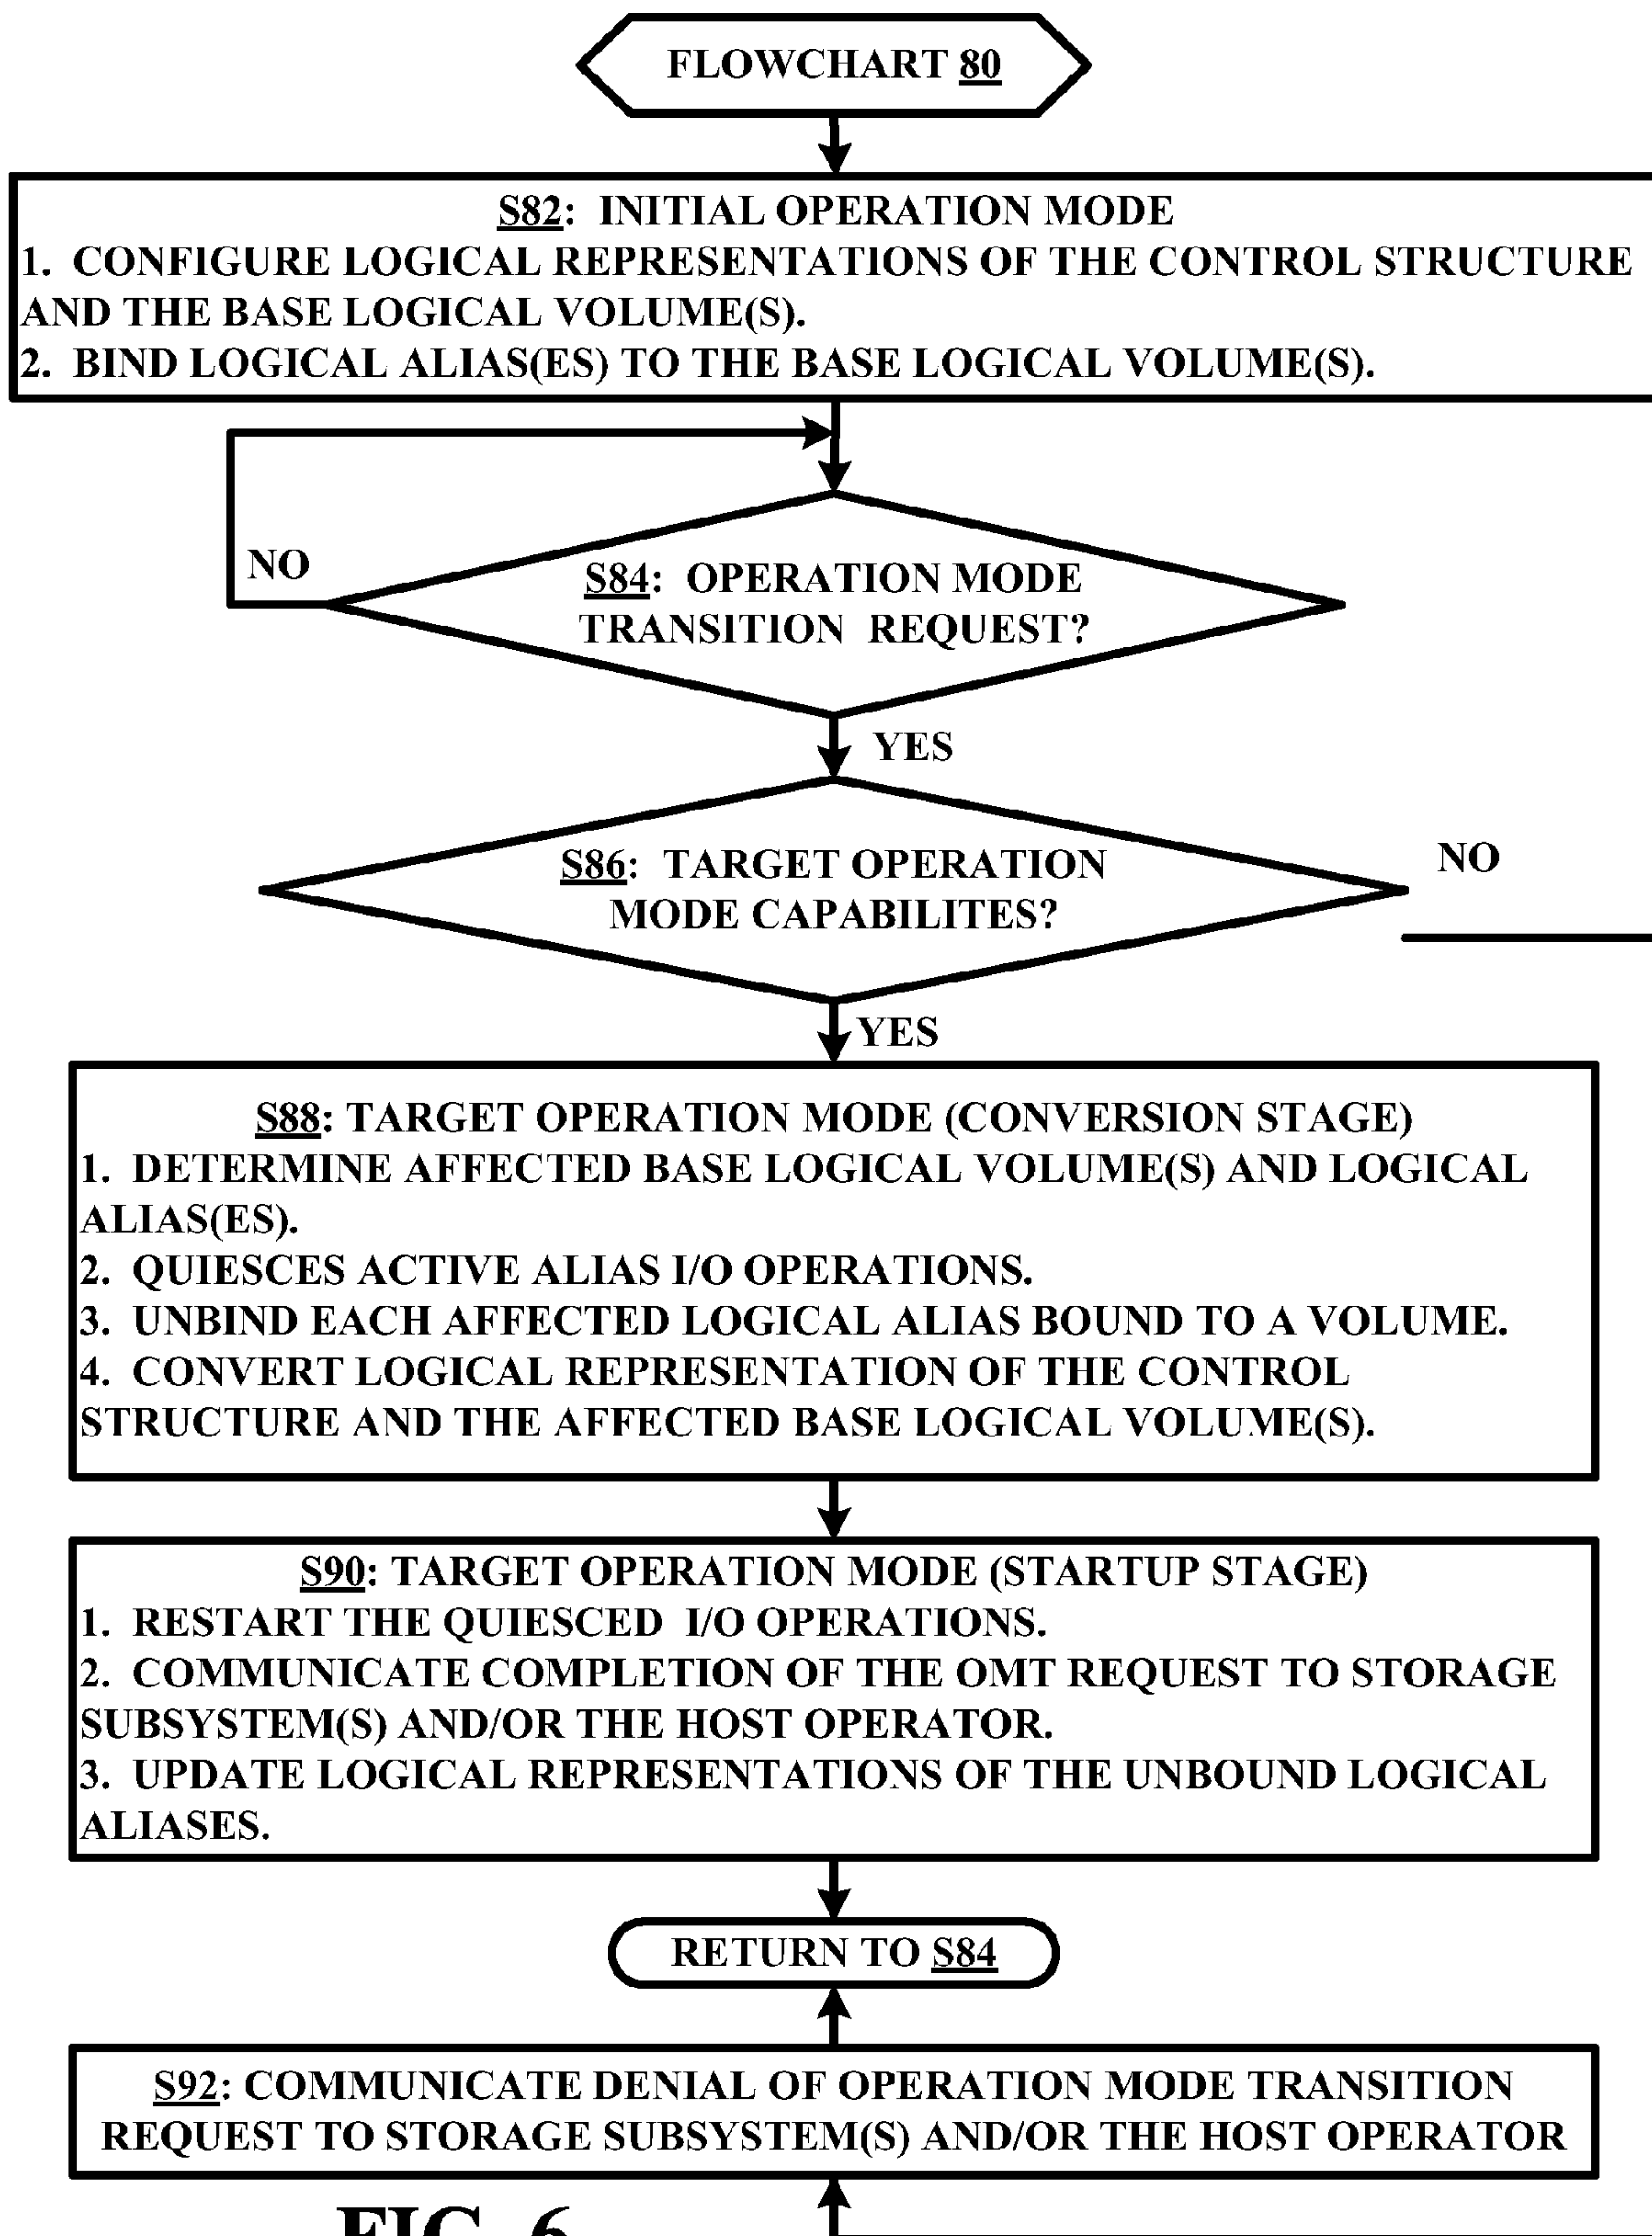 FLOWCHART 80
S82: INITIAL OPERATION MODE
1. CONFIGURE LOGICAL REPRESENTATIONS OF THE CONTROL STRUCTURE
AND THE BASE LOGICAL VOLUME(S).
2. BIND LOGICAL ALIAS(ES) TO THE BASE LOGICAL VOLUME(S).
NO
S84: OPERATION MODE
TRANSITION REQUEST?
YES
S86: TARGET OPERATION
MODE CAPABILITES?
NO
YES
S88: TARGET OPERATION MODE (CONVERSION STAGE)
1. DETERMINE AFFECTED BASE LOGICAL VOLUME(S) AND LOGICAL
ALIAS(ES).
2. QUIESCES ACTIVE ALIAS I/O OPERATIONS.
3. UNBIND EACH AFFECTED LOGICAL ALIAS BOUND TO A VOLUME.
4. CONVERT LOGICAL REPRESENTATION OF THE CONTROL
STRUCTURE AND THE AFFECTED BASE LOGICAL VOLUME(S).
S90: TARGET OPERATION MODE (STARTUP STAGE)
1. RESTART THE QUIESCED I/O OPERATIONS.
2. COMMUNICATE COMPLETION OF THE OMT REQUEST TO STORAGE
SUBSYSTEM(S) AND/OR THE HOST OPERATOR.
3. UPDATE LOGICAL REPRESENTATIONS OF THE UNBOUND LOGICAL
ALIASES.
RETURN TO S84
S92: COMMUNICATE DENIAL OF OPERATION MODE TRANSITION
REQUEST TO STORAGE SUBSYSTEM(S) AND/OR THE HOST OPERATOR
FIG. 6